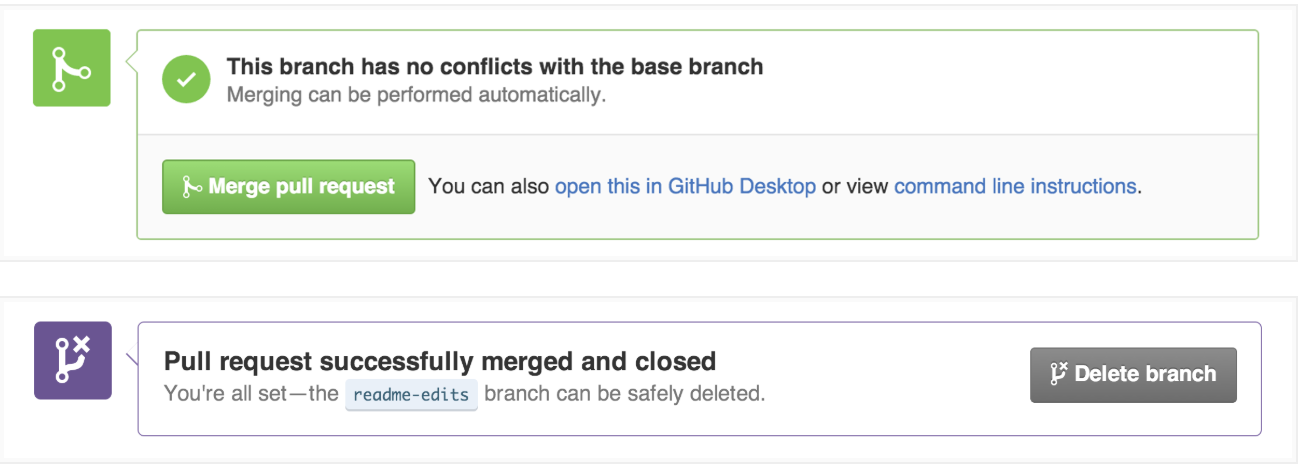 This branch has no conflicts with the base branch
Merging can be performed automatically.
Merge pull request You can also open this in GitHub Desktop or view command line instructions.
Pull request successfully merged and closed
You're all set—the readme-edits branch can be safely deleted.
Delete branch